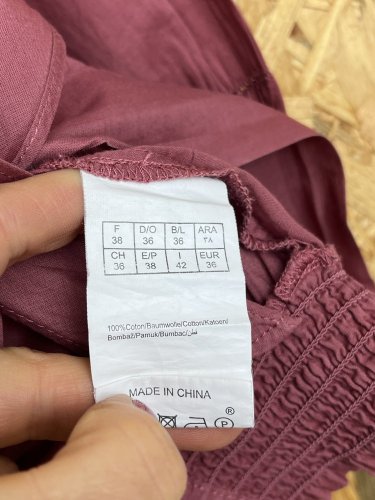 F D/O B/L ARA
38 36 36 ٣٨
CH E/P I EUR
36 38 42 36
100%Coton/Baumwolle/Cotton/Katoen/
Bombaž/Pamuk/Bumbac/قطن
MADE IN CHINA
®
P